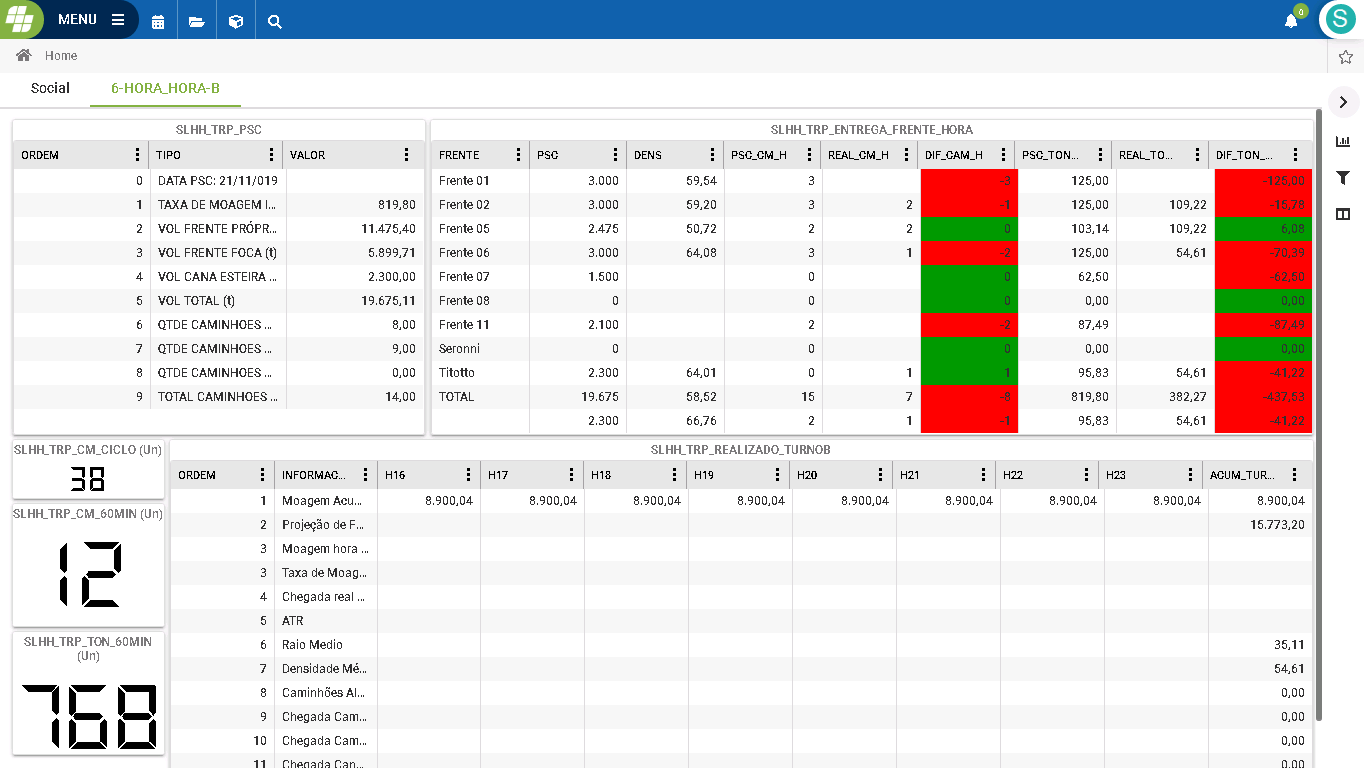 MENU
0
S
Home
Social 6-HORA_HORA-B
SLHH_TRP_PSC
ORDEM TIPO VALOR
0 DATA PSC: 21/11/019
1 TAXA DE MOAGEM I... 819,80
2 VOL FRENTE PRÓPR... 11.475,40
3 VOL FRENTE FOCA (t) 5.899,71
4 VOL CANA ESTEIRA ... 2.300,00
5 VOL TOTAL (t) 19.675,11
6 QTDE CAMINHOES ... 8,00
7 QTDE CAMINHOES ... 9,00
8 QTDE CAMINHOES ... 0,00
9 TOTAL CAMINHOES ... 14,00
SLHH_TRP_ENTREGA_FRENTE_HORA
FRENTE PSC DENS PSC_CM_H REAL_CM_H DIF_CAM_H PSC_TON... REAL_TO... DIF_TON_...
Frente 01 3.000 59,54 3 -3 125,00 -125,00
Frente 02 3.000 59,20 3 2 -1 125,00 109,22 -15,78
Frente 05 2.475 50,72 2 2 0 103,14 109,22 6,08
Frente 06 3.000 64,08 3 1 -2 125,00 54,61 -70,39
Frente 07 1.500 0 0 62,50 -62,50
Frente 08 0 0 0 0,00 0,00
Frente 11 2.100 2 -2 87,49 -87,49
Seronni 0 0 0 0,00 0,00
Titotto 2.300 64,01 0 1 1 95,83 54,61 -41,22
TOTAL 19.675 58,52 15 7 -8 819,80 382,27 -437,53
2.300 66,76 2 1 -1 95,83 54,61 -41,22
SLHH_TRP_CM_CICLO (Un)
38
SLHH_TRP_CM_60MIN (Un)
12
SLHH_TRP_TON_60MIN
(Un)
768
SLHH_TRP_REALIZADO_TURNOB
ORDEM INFORMAC... H16 H17 H18 H19 H20 H21 H22 H23 ACUM_TUR...
1 Moagem Acu... 8.900,04 8.900,04 8.900,04 8.900,04 8.900,04 8.900,04 8.900,04 8.900,04 8.900,04
2 Projeção de F... 15.773,20
3 Moagem hora ...
3 Taxa de Moag...
4 Chegada real ...
5 ATR
6 Raio Medio 35,11
7 Densidade Mé... 54,61
8 Caminhões Al... 0,00
9 Chegada Cam... 0,00
10 Chegada Cam... 0,00
11 Chegada Can... 0,00